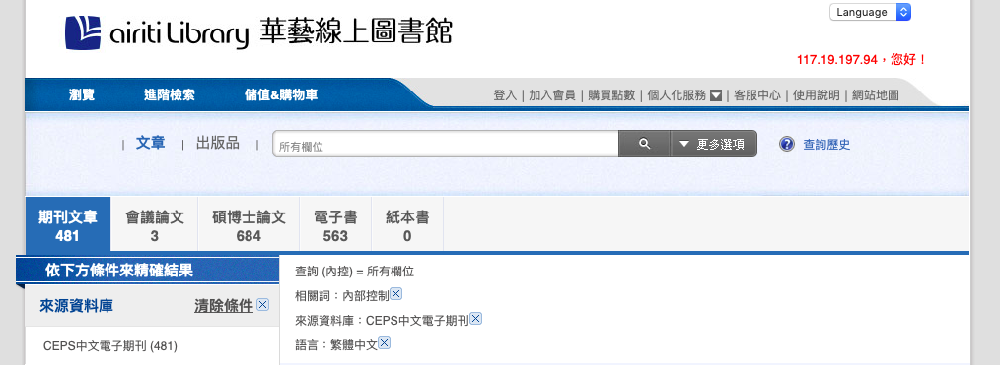 Language
airiti Library 華藝線上圖書館
117.19.197.94，您好！
瀏覽 進階檢索 儲值&購物車
登入 | 加入會員 | 購買點數 | 個人化服務 | 客服中心 | 使用說明 | 網站地圖
| 文章 | 出版品 | 所有欄位 更多選項 查詢歷史
期刊文章 會議論文 碩博士論文 電子書 紙本書
481 3 684 563 0
依下方條件來精確結果
來源資料庫 清除條件
CEPS中文電子期刊 (481)
查詢 (內控) = 所有欄位
相關詞：內部控制
來源資料庫：CEPS中文電子期刊
語言：繁體中文